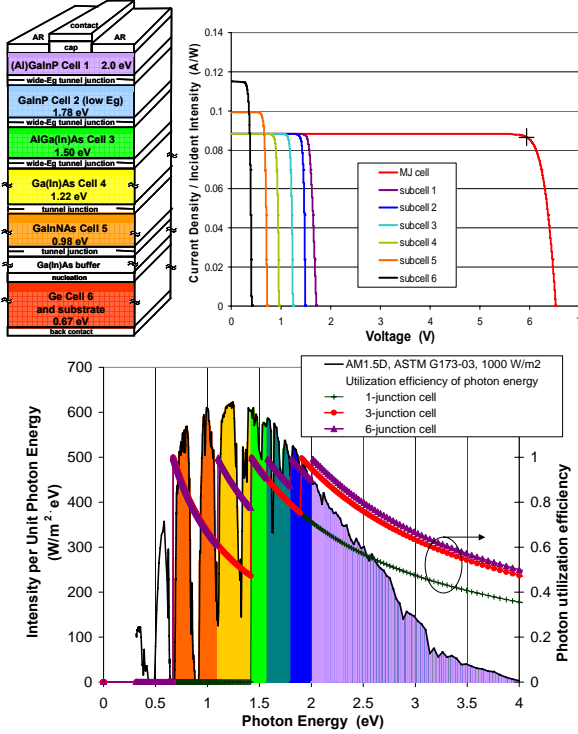 contact
AR
AR
cap
(Al)GaInP Cell 1 2.0 eV
wide-Eg tunnel junction
GaInP Cell 2 (low Eg)
1.78 eV
wide-Eg tunnel junction
AlGa(In)As Cell 3
1.50 eV
wide-Eg tunnel junction
Ga(In)As Cell 4
1.22 eV
tunnel junction
GaInNAs Cell 5
0.98 eV
tunnel junction
Ga(In)As buffer
nucleation
Ge Cell 6
and substrate
0.67 eV
back contact
Current Density / Incident Intensity (A/W)
0.14
0.12
0.1
0.08
0.06
0.04
0.02
0
0 1 2 3 4 5 6 7
Voltage (V)
MJ cell
subcell 1
subcell 2
subcell 3
subcell 4
subcell 5
subcell 6
AM1.5D, ASTM G173-03, 1000 W/m2
Utilization efficiency of photon energy
1-junction cell
3-junction cell
6-junction cell
Intensity per Unit Photon Energy
(W/m². eV)
700
600
500
400
300
200
100
0
0 0.5 1 1.5 2 2.5 3 3.5 4
Photon Energy (eV)
1
0.8
0.6
0.4
0.2
0
Photon utilization efficiency